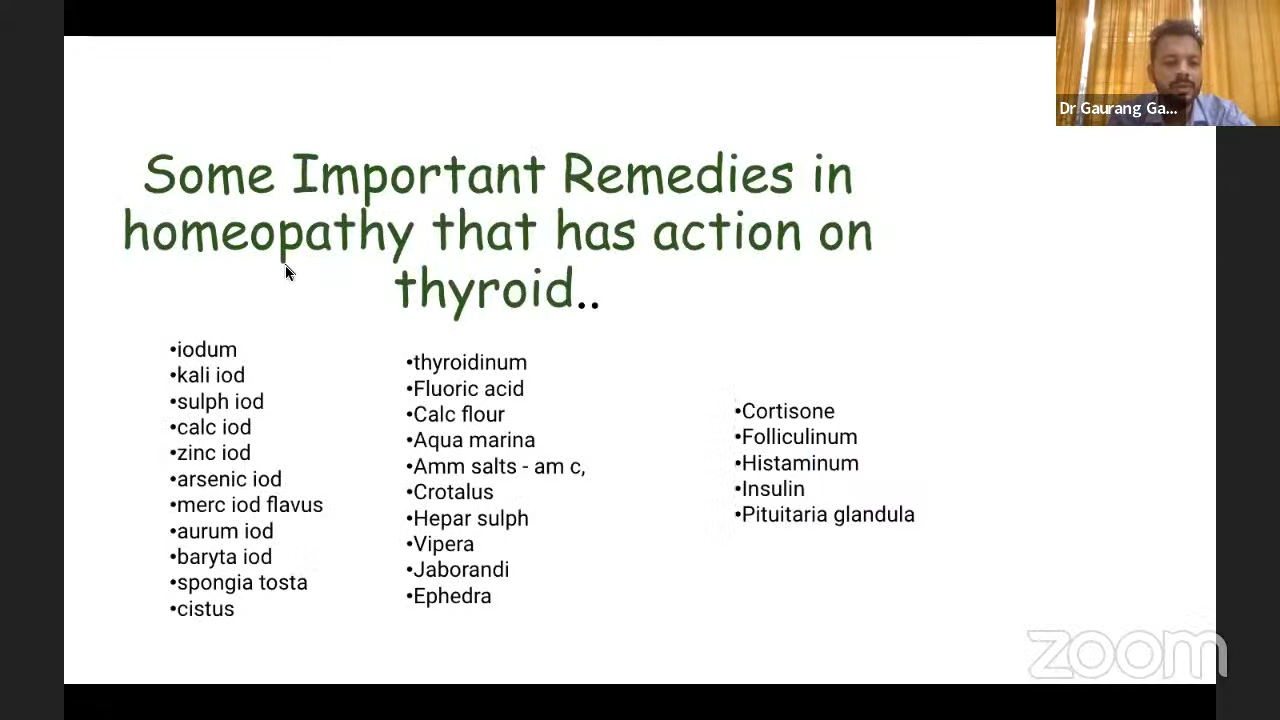 Dr Gaurang Ga...
Some Important Remedies in
homeopathy that has action on
thyroid..
•iodum
•kali iod
•sulph iod
•calc iod
•zinc iod
•arsenic iod
•merc iod flavus
•aurum iod
•baryta iod
•spongia tosta
•cistus
•thyroidinum
•Fluoric acid
•Calc flour
•Aqua marina
•Amm salts - am c,
•Crotalus
•Hepar sulph
•Vipera
•Jaborandi
•Ephedra
•Cortisone
•Folliculinum
•Histaminum
•Insulin
•Pituitaria glandula
zoom